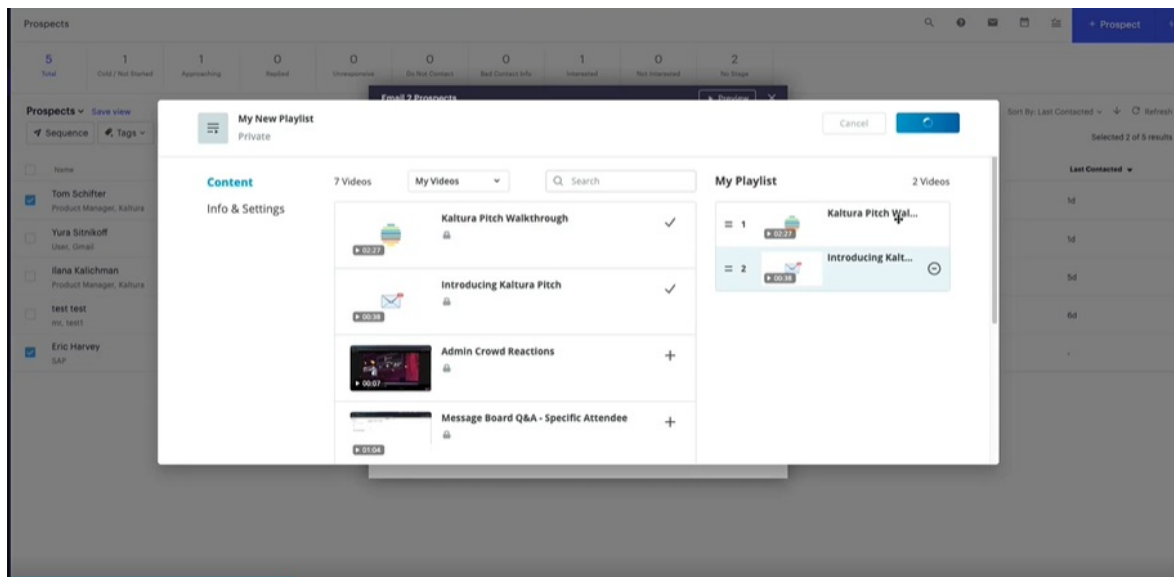 Prospects
+ Prospect
5
Total
1
Cold / Not Started
1
Approaching
0
Replied
0
Unresponsive
0
Do Not Contact
0
Bad Contact Info
1
Interested
0
Not Interested
2
No Stage
Email 2 Prospects
Preview
Prospects
Save view
Sort By: Last Contacted
Refresh
Sequence
Tags
Selected 2 of 5 results
Name
Last Contacted
Tom Schifter
Product Manager, Kaltura
1d
Yura Sitnikoff
User, Gmail
1d
Ilana Kalichman
Product Manager, Kaltura
5d
test test
mr, test1
6d
Eric Harvey
SAP
-
My New Playlist
Private
Cancel
Content
Info & Settings
7 Videos
My Videos
Search
Kaltura Pitch Walkthrough
02:27
Introducing Kaltura Pitch
00:38
Admin Crowd Reactions
00:07
Message Board Q&A - Specific Attendee
01:04
My Playlist
2 Videos
1
Kaltura Pitch Wal...
02:27
2
Introducing Kalt...
00:38